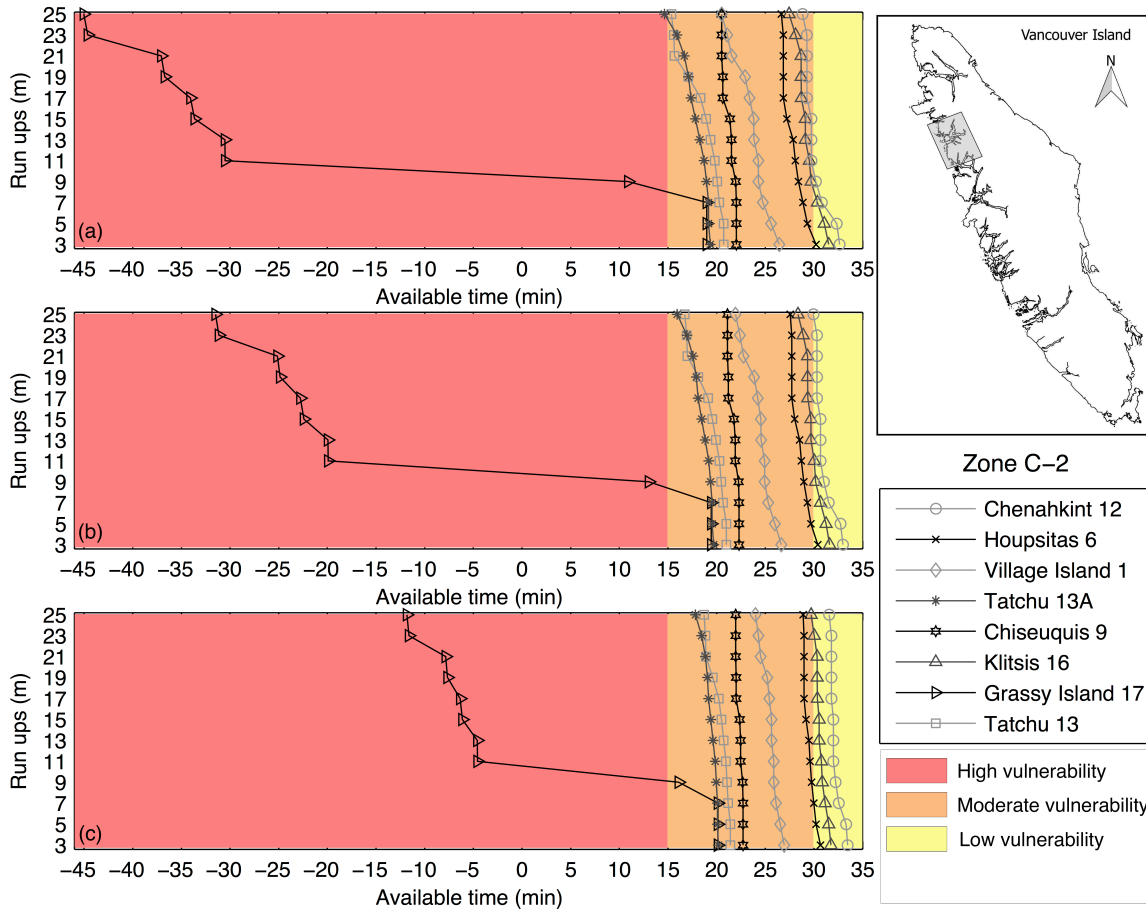 Run ups (m)
25
23
21
19
17
15
13
11
9
7
5
3
(a)
−45 −40 −35 −30 −25 −20 −15 −10 −5 0 5 10 15 20 25 30 35
Available time (min)
Run ups (m)
25
23
21
19
17
15
13
11
9
7
5
3
(b)
−45 −40 −35 −30 −25 −20 −15 −10 −5 0 5 10 15 20 25 30 35
Available time (min)
Run ups (m)
25
23
21
19
17
15
13
11
9
7
5
3
(c)
−45 −40 −35 −30 −25 −20 −15 −10 −5 0 5 10 15 20 25 30 35
Available time (min)
Vancouver Island
N
Zone C−2
Chenahkint 12
Houpsitas 6
Village Island 1
Tatchu 13A
Chiseuquis 9
Klitsis 16
Grassy Island 17
Tatchu 13
High vulnerability
Moderate vulnerability
Low vulnerability